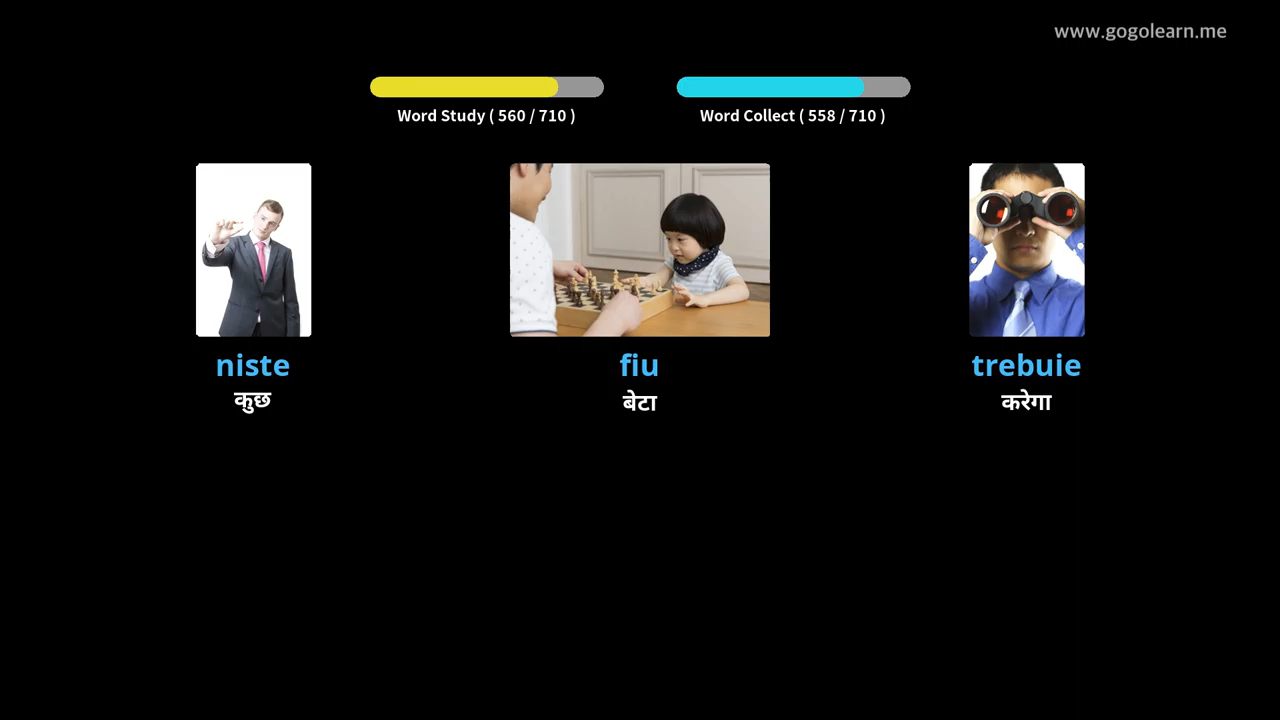 www.gogolearn.me
Word Study ( 560 / 710 )
Word Collect ( 558 / 710 )
niste
fiu
trebuie
कुछ
बेटा
करेगा